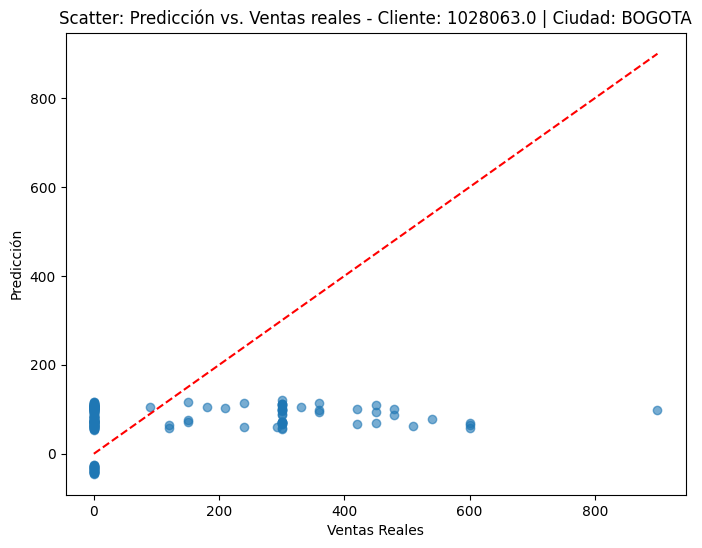 Scatter: Predicción vs. Ventas reales - Cliente: 1028063.0 | Ciudad: BOGOTA
Predicción
800
600
400
200
0
0 200 400 600 800
Ventas Reales